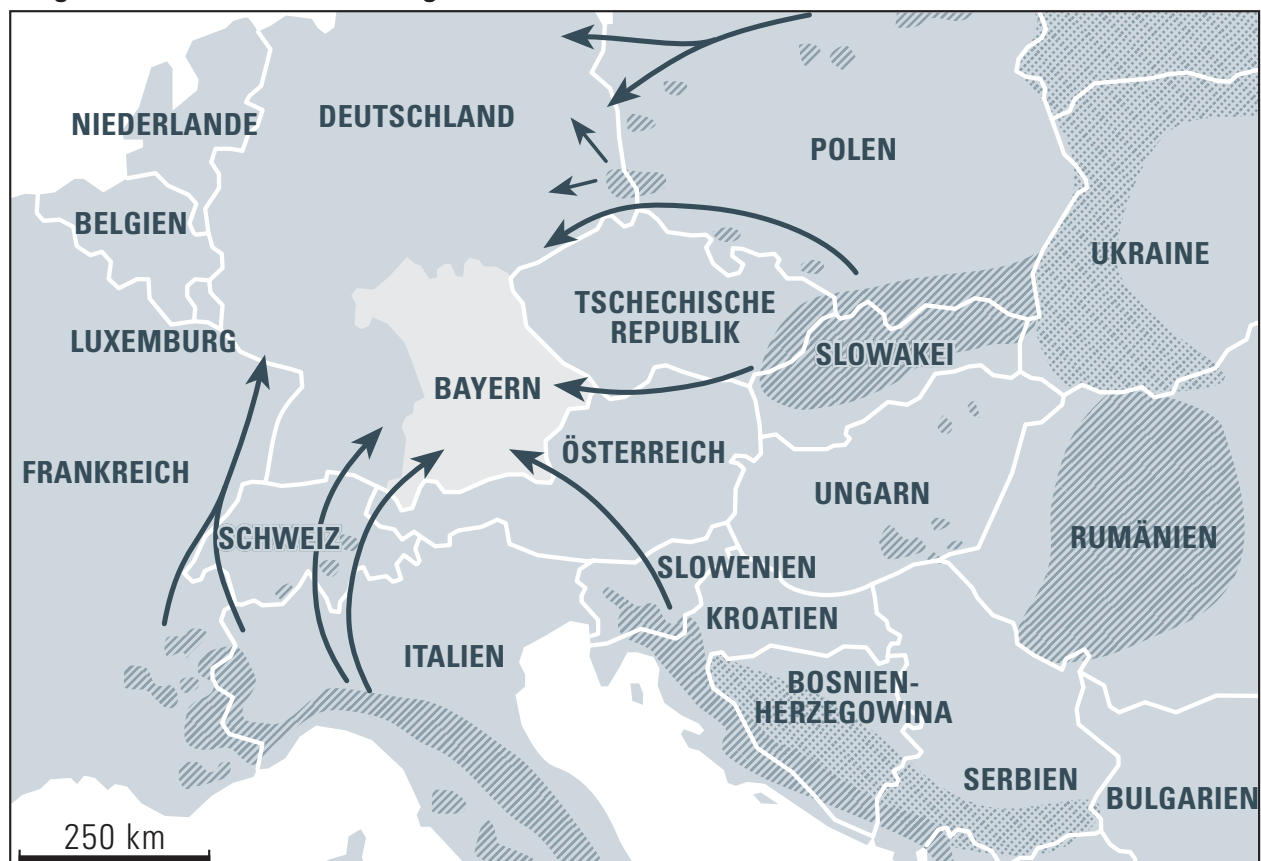 NIEDERLANDE
DEUTSCHLAND
POLEN
BELGIEN
UKRAINE
TSCHECHISCHE
REPUBLIK
LUXEMBURG
SLOWAKEI
BAYERN
FRANKREICH
ÖSTERREICH
UNGARN
SCHWEIZ
RUMÄNIEN
SLOWENIEN
KROATIEN
ITALIEN
BOSNIEN-
HERZEGOWINA
SERBIEN
BULGARIEN
250 km